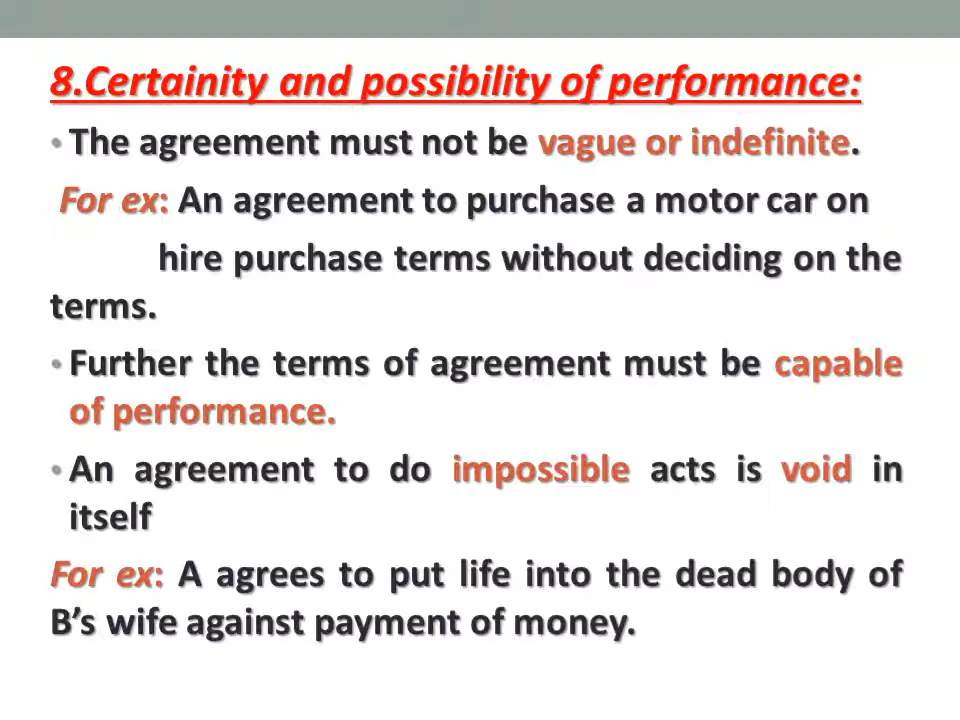 8.Certainity and possibility of performance:
• The agreement must not be vague or indefinite.
For ex: An agreement to purchase a motor car on
hire purchase terms without deciding on the
terms.
• Further the terms of agreement must be capable
of performance.
• An agreement to do impossible acts is void in
itself
For ex: A agrees to put life into the dead body of
B’s wife against payment of money.